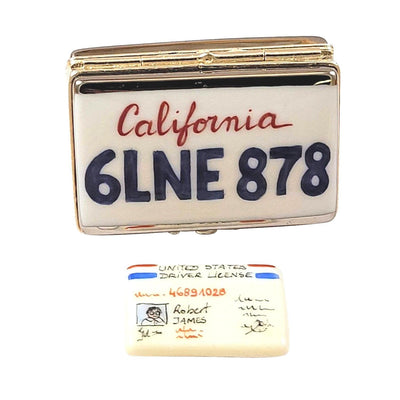 California
6LNE 878
UNITED STATES
DRIVER LICENSE
46891028
Robert
JAMES